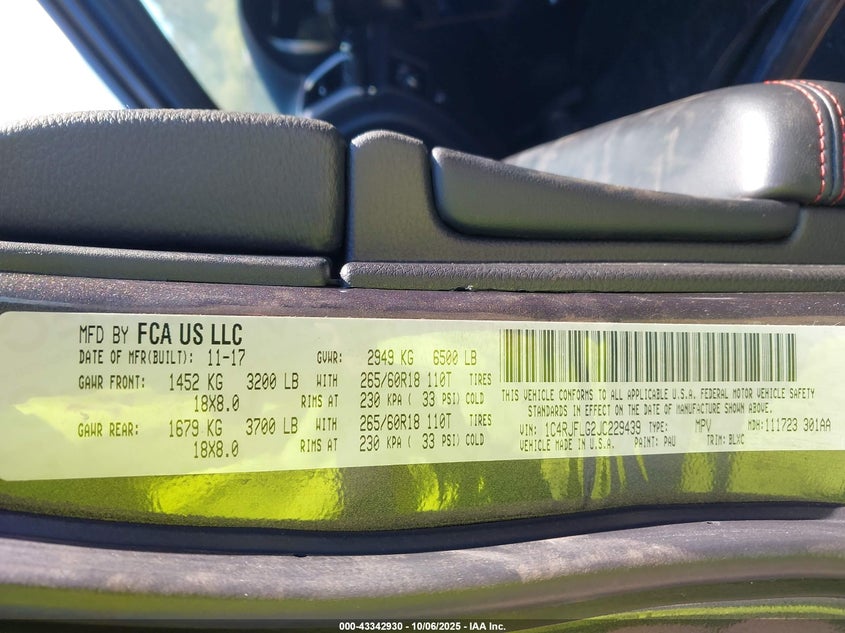 MFD BY FCA US LLC
DATE OF MFR(BUILT): 11-17 GVWR: 2949 KG 6500 LB
GAWR FRONT: 1452 KG 3200 LB WITH 265/60R18 110T TIRES
18X8.0 RIMS AT 230 KPA ( 33 PSI) COLD
GAWR REAR: 1679 KG 3700 LB WITH 265/60R18 110T TIRES
18X8.0 RIMS AT 230 KPA ( 33 PSI) COLD
THIS VEHICLE CONFORMS TO ALL APPLICABLE U.S.A. FEDERAL MOTOR VEHICLE SAFETY
STANDARDS IN EFFECT ON THE DATE OF MANUFACTURE SHOWN ABOVE.
VIN: 1C4RJFLG2JC229439 TYPE: MPV MDH: 111723 301AA
VEHICLE MADE IN U.S.A. PAINT: PAU TRIM: BLXC
000-43342930 - 10/06/2025 - IAA Inc.